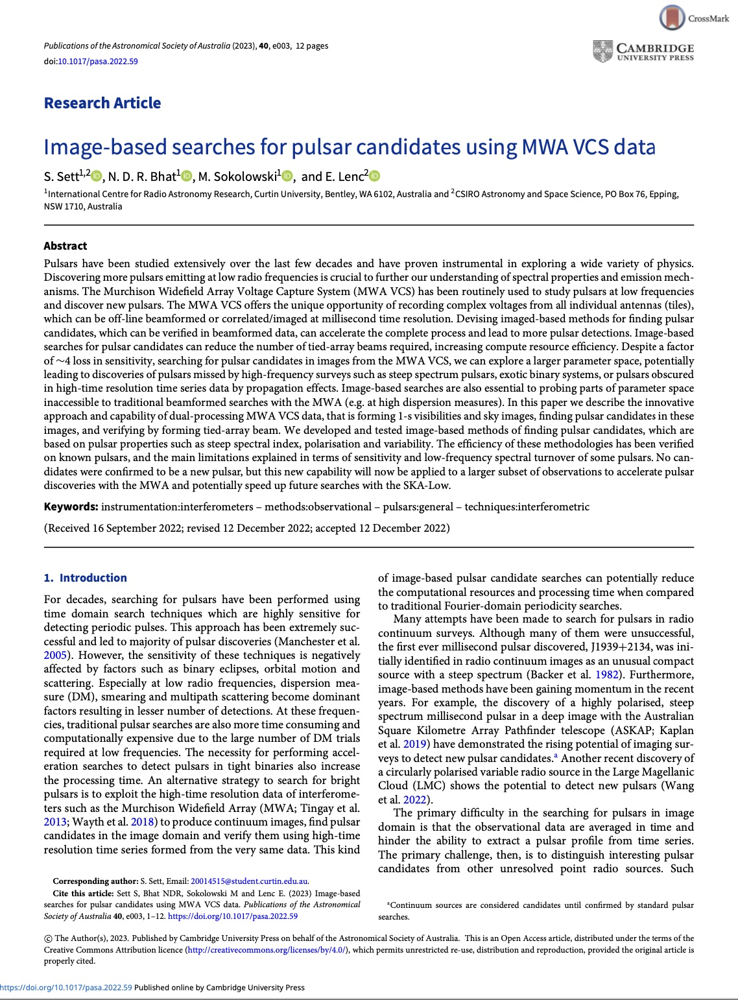 CrossMark
Publications of the Astronomical Society of Australia (2023), 40, e003, 12 pages
doi:10.1017/pasa.2022.59
CAMBRIDGE
UNIVERSITY PRESS
Research Article
Image-based searches for pulsar candidates using MWA VCS data
S. Sett1,2 iD, N. D. R. Bhat1 iD, M. Sokolowski1 iD, and E. Lenc2 iD
1International Centre for Radio Astronomy Research, Curtin University, Bentley, WA 6102, Australia and 2CSIRO Astronomy and Space Science, PO Box 76, Epping,
NSW 1710, Australia
Abstract
Pulsars have been studied extensively over the last few decades and have proven instrumental in exploring a wide variety of physics.
Discovering more pulsars emitting at low radio frequencies is crucial to further our understanding of spectral properties and emission mech-
anisms. The Murchison Widefield Array Voltage Capture System (MWA VCS) has been routinely used to study pulsars at low frequencies
and discover new pulsars. The MWA VCS offers the unique opportunity of recording complex voltages from all individual antennas (tiles),
which can be off-line beamformed or correlated/imaged at millisecond time resolution. Devising imaged-based methods for finding pulsar
candidates, which can be verified in beamformed data, can accelerate the complete process and lead to more pulsar detections. Image-based
searches for pulsar candidates can reduce the number of tied-array beams required, increasing compute resource efficiency. Despite a factor
of ∼4 loss in sensitivity, searching for pulsar candidates in images from the MWA VCS, we can explore a larger parameter space, potentially
leading to discoveries of pulsars missed by high-frequency surveys such as steep spectrum pulsars, exotic binary systems, or pulsars obscured
in high-time resolution time series data by propagation effects. Image-based searches are also essential to probing parts of parameter space
inaccessible to traditional beamformed searches with the MWA (e.g. at high dispersion measures). In this paper we describe the innovative
approach and capability of dual-processing MWA VCS data, that is forming 1-s visibilities and sky images, finding pulsar candidates in these
images, and verifying by forming tied-array beam. We developed and tested image-based methods of finding pulsar candidates, which are
based on pulsar properties such as steep spectral index, polarisation and variability. The efficiency of these methodologies has been verified
on known pulsars, and the main limitations explained in terms of sensitivity and low-frequency spectral turnover of some pulsars. No can-
didates were confirmed to be a new pulsar, but this new capability will now be applied to a larger subset of observations to accelerate pulsar
discoveries with the MWA and potentially speed up future searches with the SKA-Low.
Keywords: instrumentation:interferometers – methods:observational – pulsars:general – techniques:interferometric
(Received 16 September 2022; revised 12 December 2022; accepted 12 December 2022)
1. Introduction
For decades, searching for pulsars have been performed using
time domain search techniques which are highly sensitive for
detecting periodic pulses. This approach has been extremely suc-
cessful and led to majority of pulsar discoveries (Manchester et al.
2005). However, the sensitivity of these techniques is negatively
affected by factors such as binary eclipses, orbital motion and
scattering. Especially at low radio frequencies, dispersion mea-
sure (DM), smearing and multipath scattering become dominant
factors resulting in lesser number of detections. At these frequen-
cies, traditional pulsar searches are also more time consuming and
computationally expensive due to the large number of DM trials
required at low frequencies. The necessity for performing accel-
eration searches to detect pulsars in tight binaries also increase
the processing time. An alternative strategy to search for bright
pulsars is to exploit the high-time resolution data of interferome-
ters such as the Murchison Widefield Array (MWA; Tingay et al.
2013; Wayth et al. 2018) to produce continuum images, find pulsar
candidates in the image domain and verify them using high-time
resolution time series formed from the very same data. This kind
of image-based pulsar candidate searches can potentially reduce
the computational resources and processing time when compared
to traditional Fourier-domain periodicity searches.
Many attempts have been made to search for pulsars in radio
continuum surveys. Although many of them were unsuccessful,
the first ever millisecond pulsar discovered, J1939+2134, was ini-
tially identified in radio continuum images as an unusual compact
source with a steep spectrum (Backer et al. 1982). Furthermore,
image-based methods have been gaining momentum in the recent
years. For example, the discovery of a highly polarised, steep
spectrum millisecond pulsar in a deep image with the Australian
Square Kilometre Array Pathfinder telescope (ASKAP; Kaplan
et al. 2019) have demonstrated the rising potential of imaging sur-
veys to detect new pulsar candidates.a Another recent discovery of
a circularly polarised variable radio source in the Large Magellanic
Cloud (LMC) shows the potential to detect new pulsars (Wang
et al. 2022).
The primary difficulty in the searching for pulsars in image
domain is that the observational data are averaged in time and
hinder the ability to extract a pulsar profile from time series.
The primary challenge, then, is to distinguish interesting pulsar
candidates from other unresolved point radio sources. Such
Corresponding author: S. Sett, Email: 20014515@student.curtin.edu.au.
Cite this article: Sett S, Bhat NDR, Sokolowski M and Lenc E. (2023) Image-based
searches for pulsar candidates using MWA VCS data. Publications of the Astronomical
Society of Australia 40, e003, 1–12. https://doi.org/10.1017/pasa.2022.59
aContinuum sources are considered candidates until confirmed by standard pulsar
searches.
© The Author(s), 2023. Published by Cambridge University Press on behalf of the Astronomical Society of Australia. This is an Open Access article, distributed under the terms of the
Creative Commons Attribution licence (http://creativecommons.org/licenses/by/4.0/), which permits unrestricted re-use, distribution and reproduction, provided the original article is
properly cited.
https://doi.org/10.1017/pasa.2022.59 Published online by Cambridge University Press